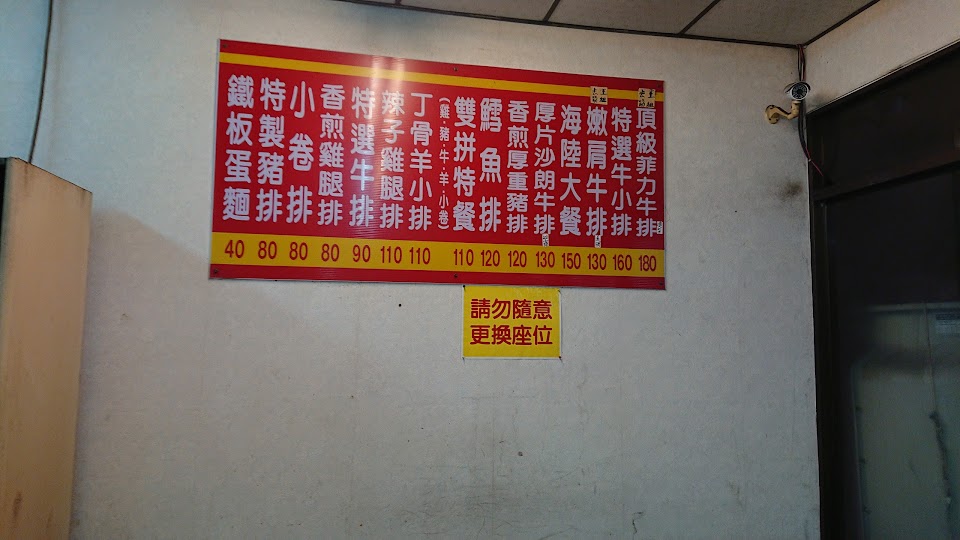 頂級菲力牛排 180
特選牛小排 160
嫩肩牛排 130
海陸大餐 150
厚片沙朗牛排 130
香煎厚重豬排 120
鱈魚排 120
雙拼特餐 110
(雞·豬·牛·羊·小卷)
丁骨羊小排 110
辣子雞腿排 110
特選牛排 90
香煎雞腿排 80
小卷排 80
特製豬排 80
鐵板蛋麵 40
請勿隨意
更換座位